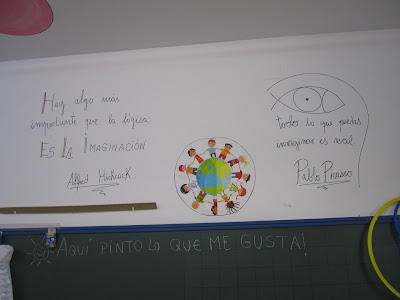 Hay algo más
importante que la lógica
ES LA IMAGINACIÓN
Alfred Hichcock
todo lo que puedas
imaginar es real
Pablo Picasso
AQUÍ PINTO LO QUE ME GUSTA!